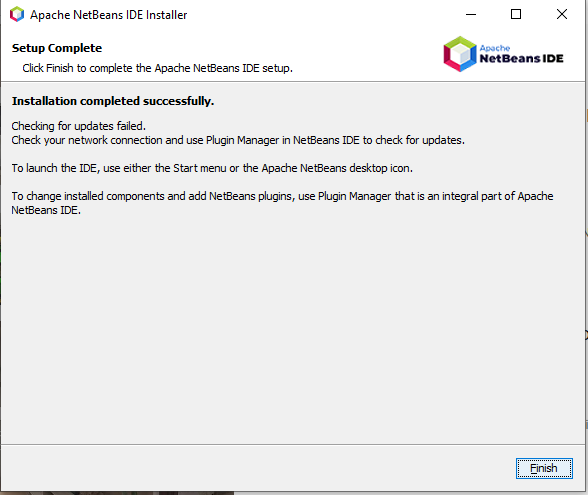 Apache NetBeans IDE Installer
Setup Complete
Click Finish to complete the Apache NetBeans IDE setup.
Apache
NetBeans IDE
Installation completed successfully.
Checking for updates failed.
Check your network connection and use Plugin Manager in NetBeans IDE to check for updates.
To launch the IDE, use either the Start menu or the Apache NetBeans desktop icon.
To change installed components and add NetBeans plugins, use Plugin Manager that is an integral part of Apache
NetBeans IDE.
Finish